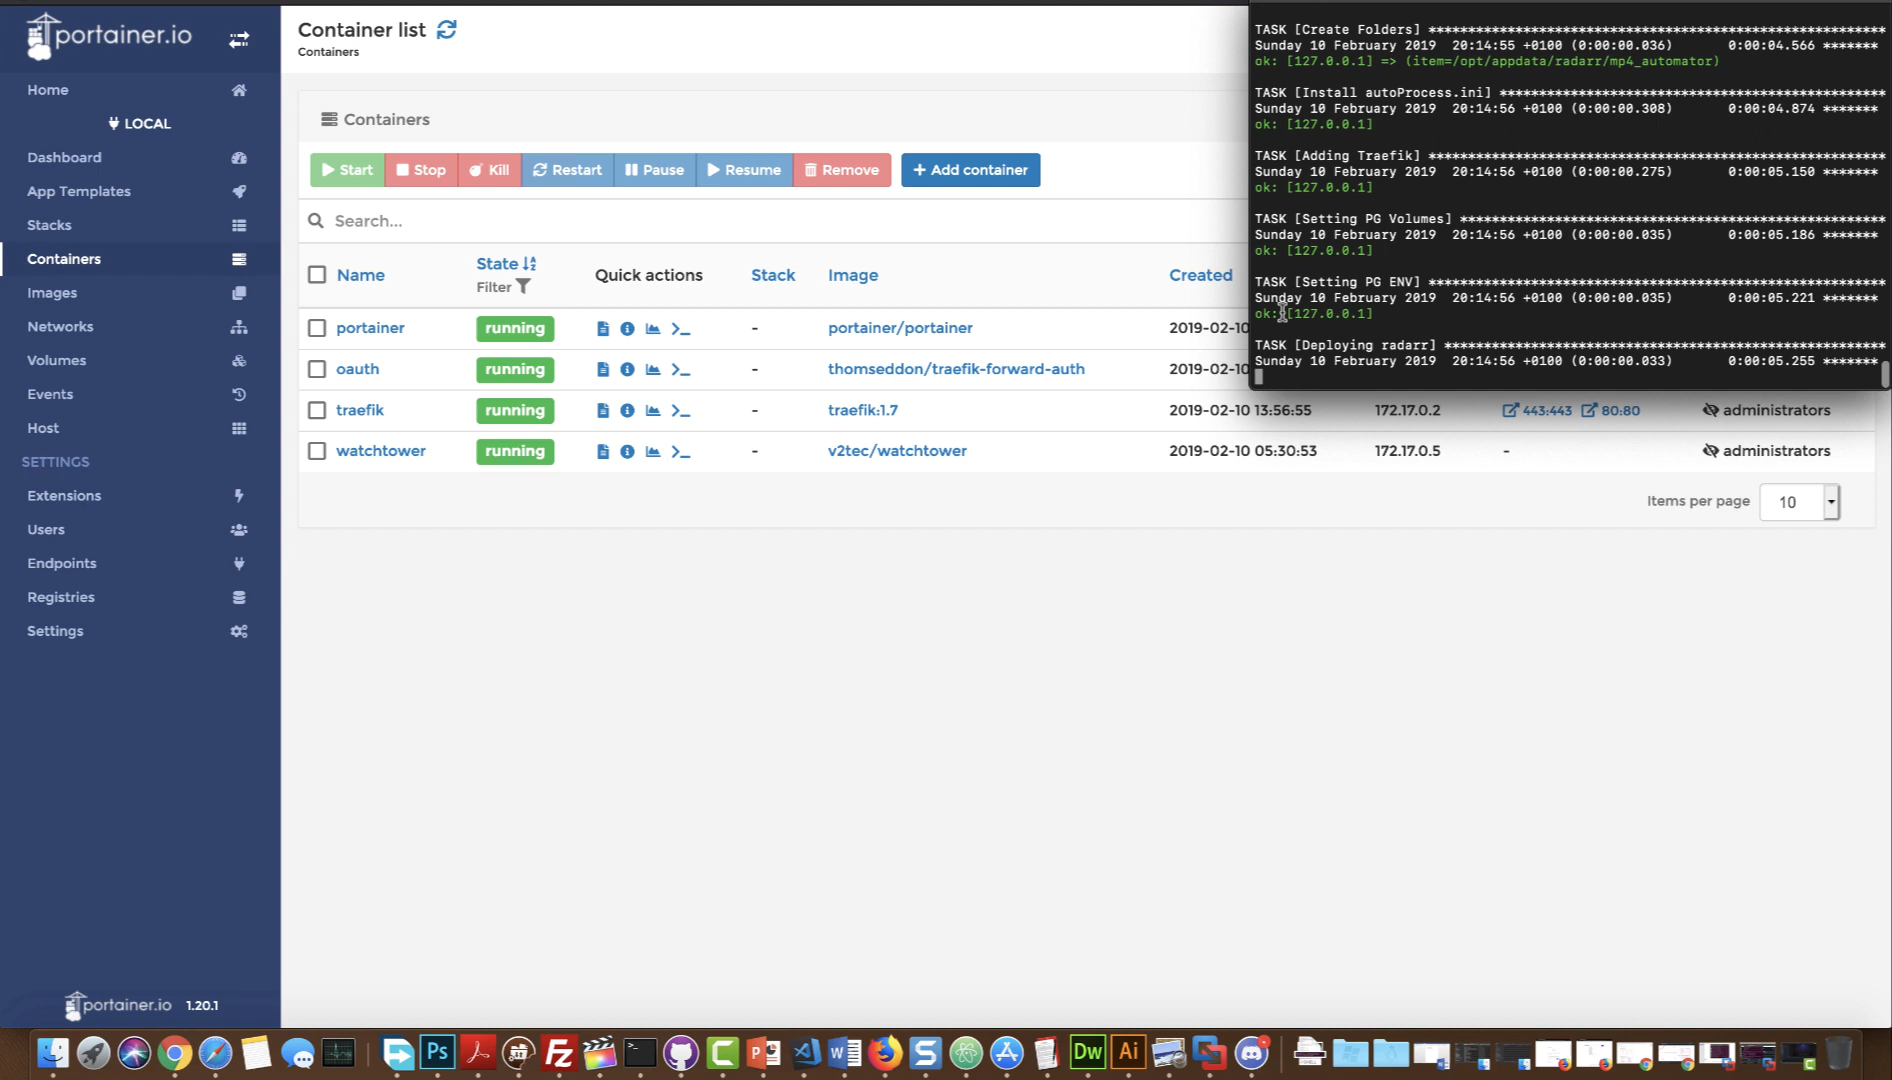 portainer.io
Home
LOCAL
Dashboard
App Templates
Stacks
Containers
Images
Networks
Volumes
Events
Host
SETTINGS
Extensions
Users
Endpoints
Registries
Settings
portainer.io 1.20.1
Container list
Containers
Containers
Start Stop Kill Restart Pause Resume Remove + Add container
Search...
Name State Filter Quick actions Stack Image Created
portainer running >_ - portainer/portainer 2019-02-10
oauth running >_ - thomseddon/traefik-forward-auth 2019-02-10
traefik running >_ - traefik:1.7 2019-02-10 13:56:55 172.17.0.2 443:443 80:80 administrators
watchtower running >_ - v2tec/watchtower 2019-02-10 05:30:53 172.17.0.5 - administrators
Items per page 10
TASK [Create Folders] **********************************************************
Sunday 10 February 2019  20:14:55 +0100 (0:00:00.036)       0:00:04.566 *******
ok: [127.0.0.1] => (item=/opt/appdata/radarr/mp4_automator)
TASK [Install autoProcess.ini] **************************************************
Sunday 10 February 2019  20:14:56 +0100 (0:00:00.308)       0:00:04.874 *******
ok: [127.0.0.1]
TASK [Adding Traefik] **********************************************************
Sunday 10 February 2019  20:14:56 +0100 (0:00:00.275)       0:00:05.150 *******
ok: [127.0.0.1]
TASK [Setting PG Volumes] ******************************************************
Sunday 10 February 2019  20:14:56 +0100 (0:00:00.035)       0:00:05.186 *******
ok: [127.0.0.1]
TASK [Setting PG ENV] **********************************************************
Sunday 10 February 2019  20:14:56 +0100 (0:00:00.035)       0:00:05.221 *******
ok: [127.0.0.1]
TASK [Deploying radarr] ********************************************************
Sunday 10 February 2019  20:14:56 +0100 (0:00:00.033)       0:00:05.255 *******
Ps
Fz
C
P
W
S
Dw
Ai